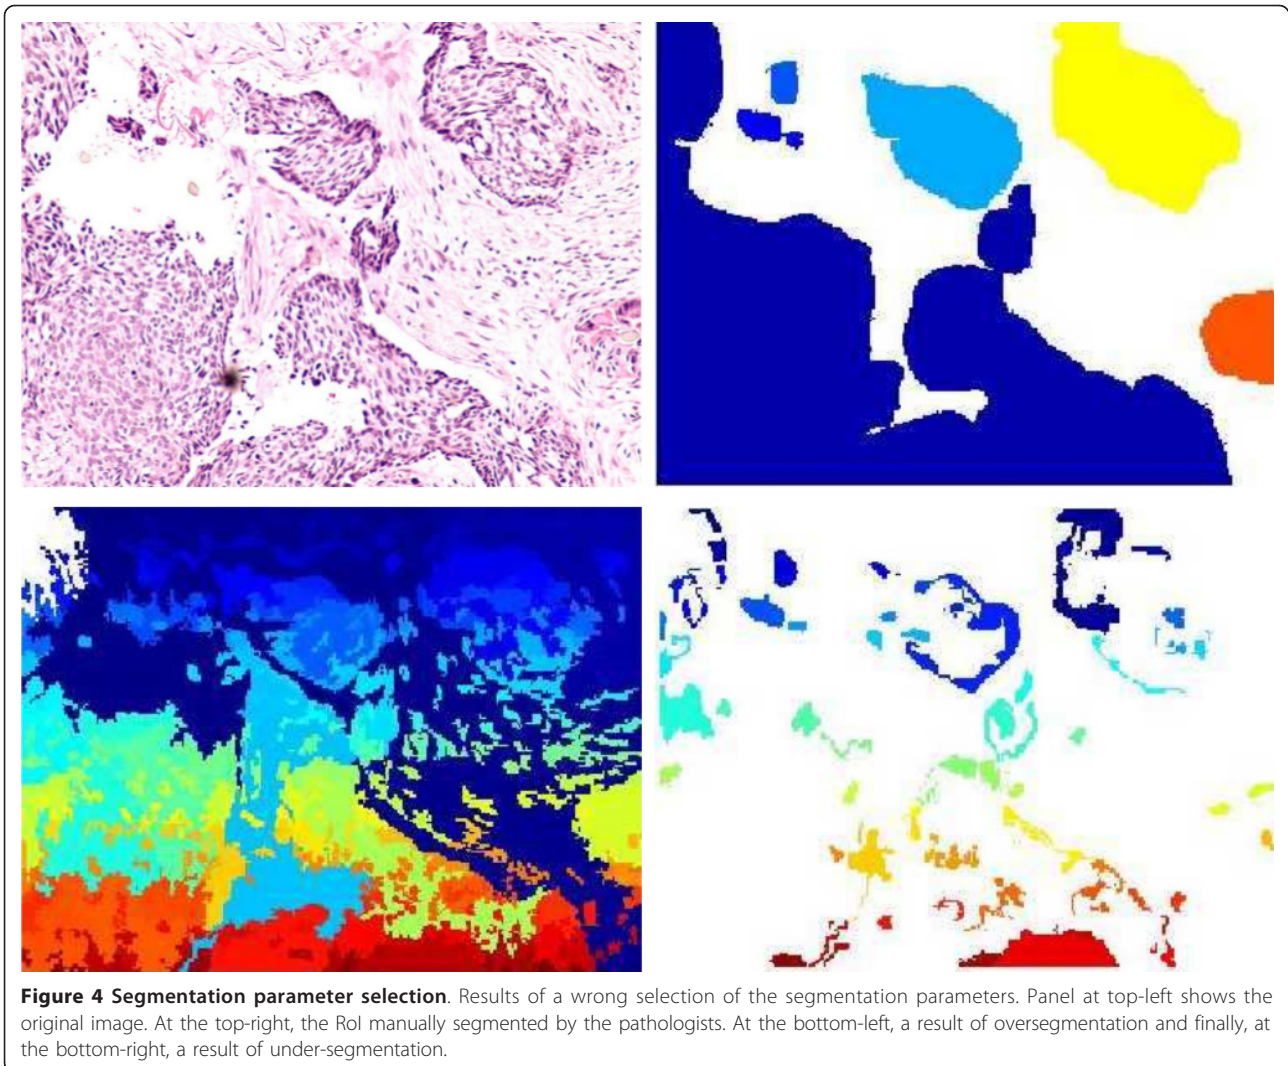 Figure 4 Segmentation parameter selection. Results of a wrong selection of the segmentation parameters. Panel at top-left shows the
original image. At the top-right, the RoI manually segmented by the pathologists. At the bottom-left, a result of oversegmentation and finally, at
the bottom-right, a result of under-segmentation.